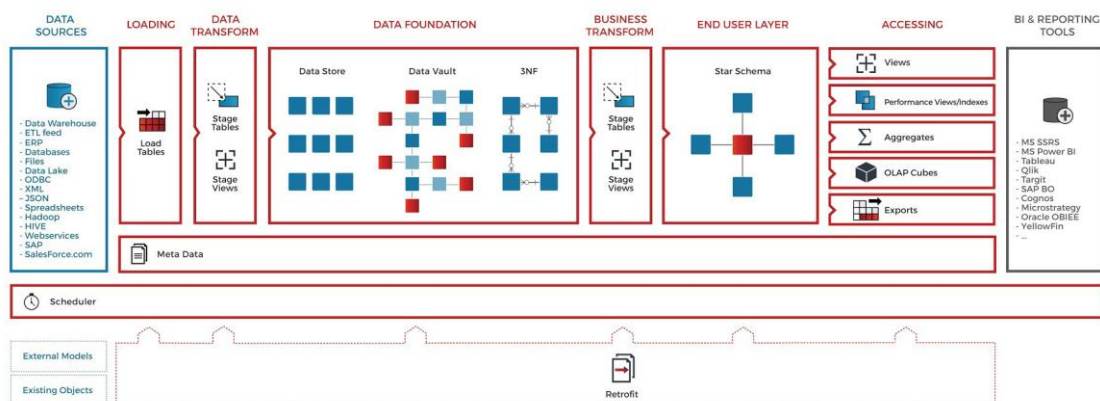 DATA
SOURCES
LOADING
DATA
TRANSFORM
DATA FOUNDATION
BUSINESS
TRANSFORM
END USER LAYER
ACCESSING
BI & REPORTING
TOOLS
- Data Warehouse
- ETL feed
- ERP
- Databases
- Files
- Data Lake
- ODBC
- XML
- JSON
- Spreadsheets
- Hadoop
- HIVE
- Webservices
- SAP
- SalesForce.com
Load
Tables
Stage
Tables
Stage
Views
Data Store
Data Vault
3NF
Stage
Tables
Stage
Views
Star Schema
Views
Performance Views/Indexes
Aggregates
OLAP Cubes
Exports
- MS SSRS
- MS Power BI
- Tableau
- Qlik
- Targit
- SAP BO
- Cognos
- Microstrategy
- Oracle OBIEE
- YellowFin
- ...
Meta Data
Scheduler
External Models
Existing Objects
Retrofit